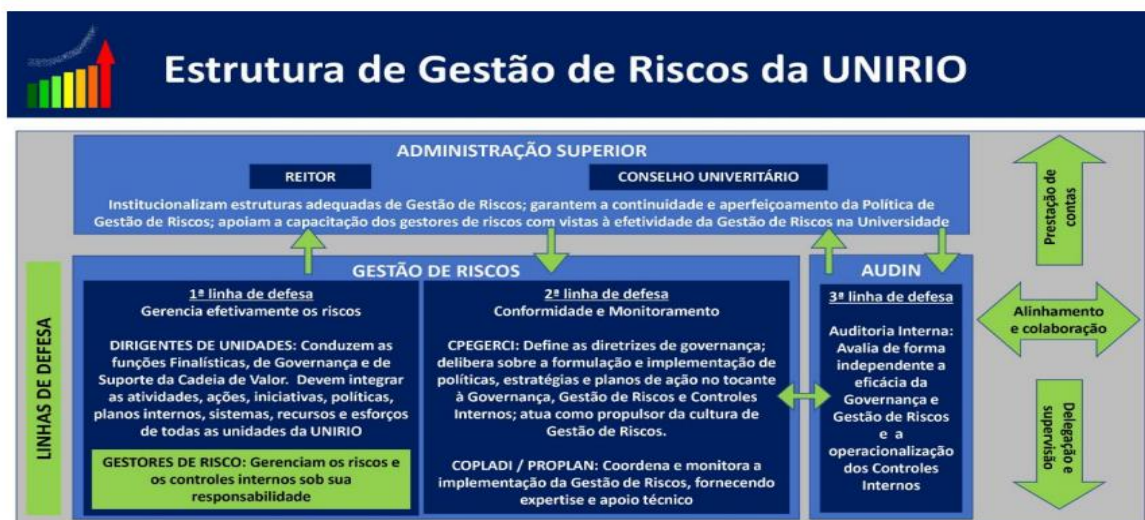 Estrutura de Gestão de Riscos da UNIRIO
ADMINISTRAÇÃO SUPERIOR
REITOR
CONSELHO UNIVERITÁRIO
Institucionalizam estruturas adequadas de Gestão de Riscos; garantem a continuidade e aperfeiçoamento da Política de
Gestão de Riscos; apoiam a capacitação dos gestores de riscos com vistas à efetividade da Gestão de Riscos na Universidade
LINHAS DE DEFESA
GESTÃO DE RISCOS
1ª linha de defesa
Gerencia efetivamente os riscos
DIRIGENTES DE UNIDADES: Conduzem as
funções Finalísticas, de Governança e de
Suporte da Cadeia de Valor. Devem integrar
as atividades, ações, iniciativas, políticas,
planos internos, sistemas, recursos e esforços
de todas as unidades da UNIRIO
GESTORES DE RISCO: Gerenciam os riscos e
os controles internos sob sua
responsabilidade
2ª linha de defesa
Conformidade e Monitoramento
CPEGERCI: Define as diretrizes de governança;
delibera sobre a formulação e implementação de
políticas, estratégias e planos de ação no tocante
à Governança, Gestão de Riscos e Controles
Internos; atua como propulsor da cultura de
Gestão de Riscos.
COPLADI / PROPLAN: Coordena e monitora a
implementação da Gestão de Riscos, fornecendo
expertise e apoio técnico
AUDIN
3ª linha de defesa
Auditoria Interna:
Avalia de forma
independente a
eficácia da
Governança e
Gestão de Riscos
e a
operacionalização
dos Controles
Internos
Prestação de
contas
Alinhamento
e colaboração
Delegação e
supervisão